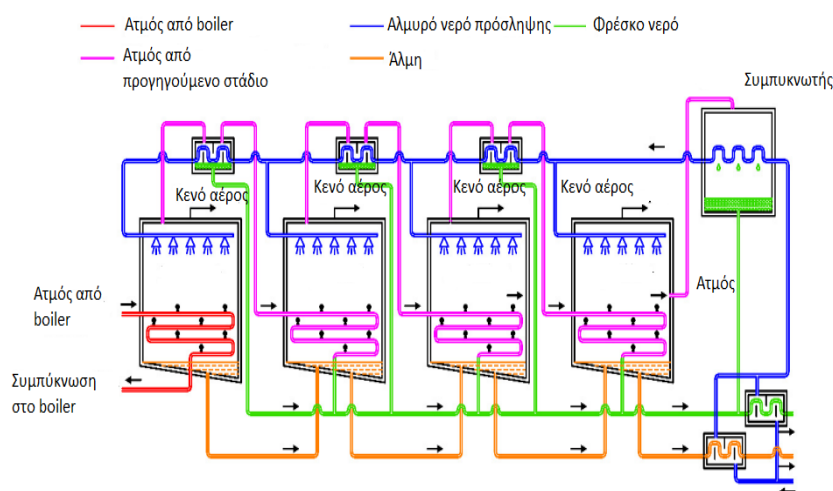 Ατμός από boiler
Αλμυρό νερό πρόσληψης
Φρέσκο νερό
Ατμός από
προγηγούμενο στάδιο
Άλμη
Συμπυκνωτής
Κενό αέρος
Κενό αέρος
Κενό αέρος
Κενό αέρος
Ατμός από
boiler
Ατμός
Συμπύκνωση
στο boiler